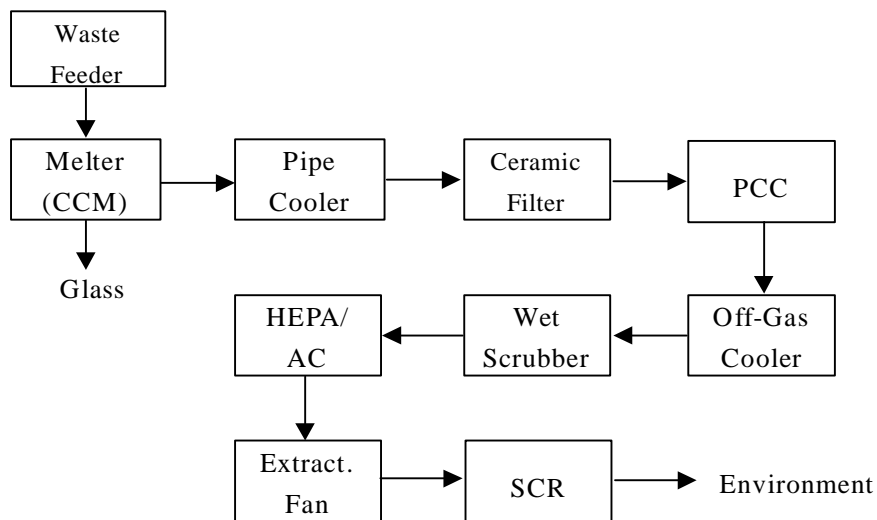 Waste
Feeder
Melter
(CCM)
Pipe
Cooler
Ceramic
Filter
PCC
Glass
HEPA/
AC
Wet
Scrubber
Off-Gas
Cooler
Extract.
Fan
SCR
Environment